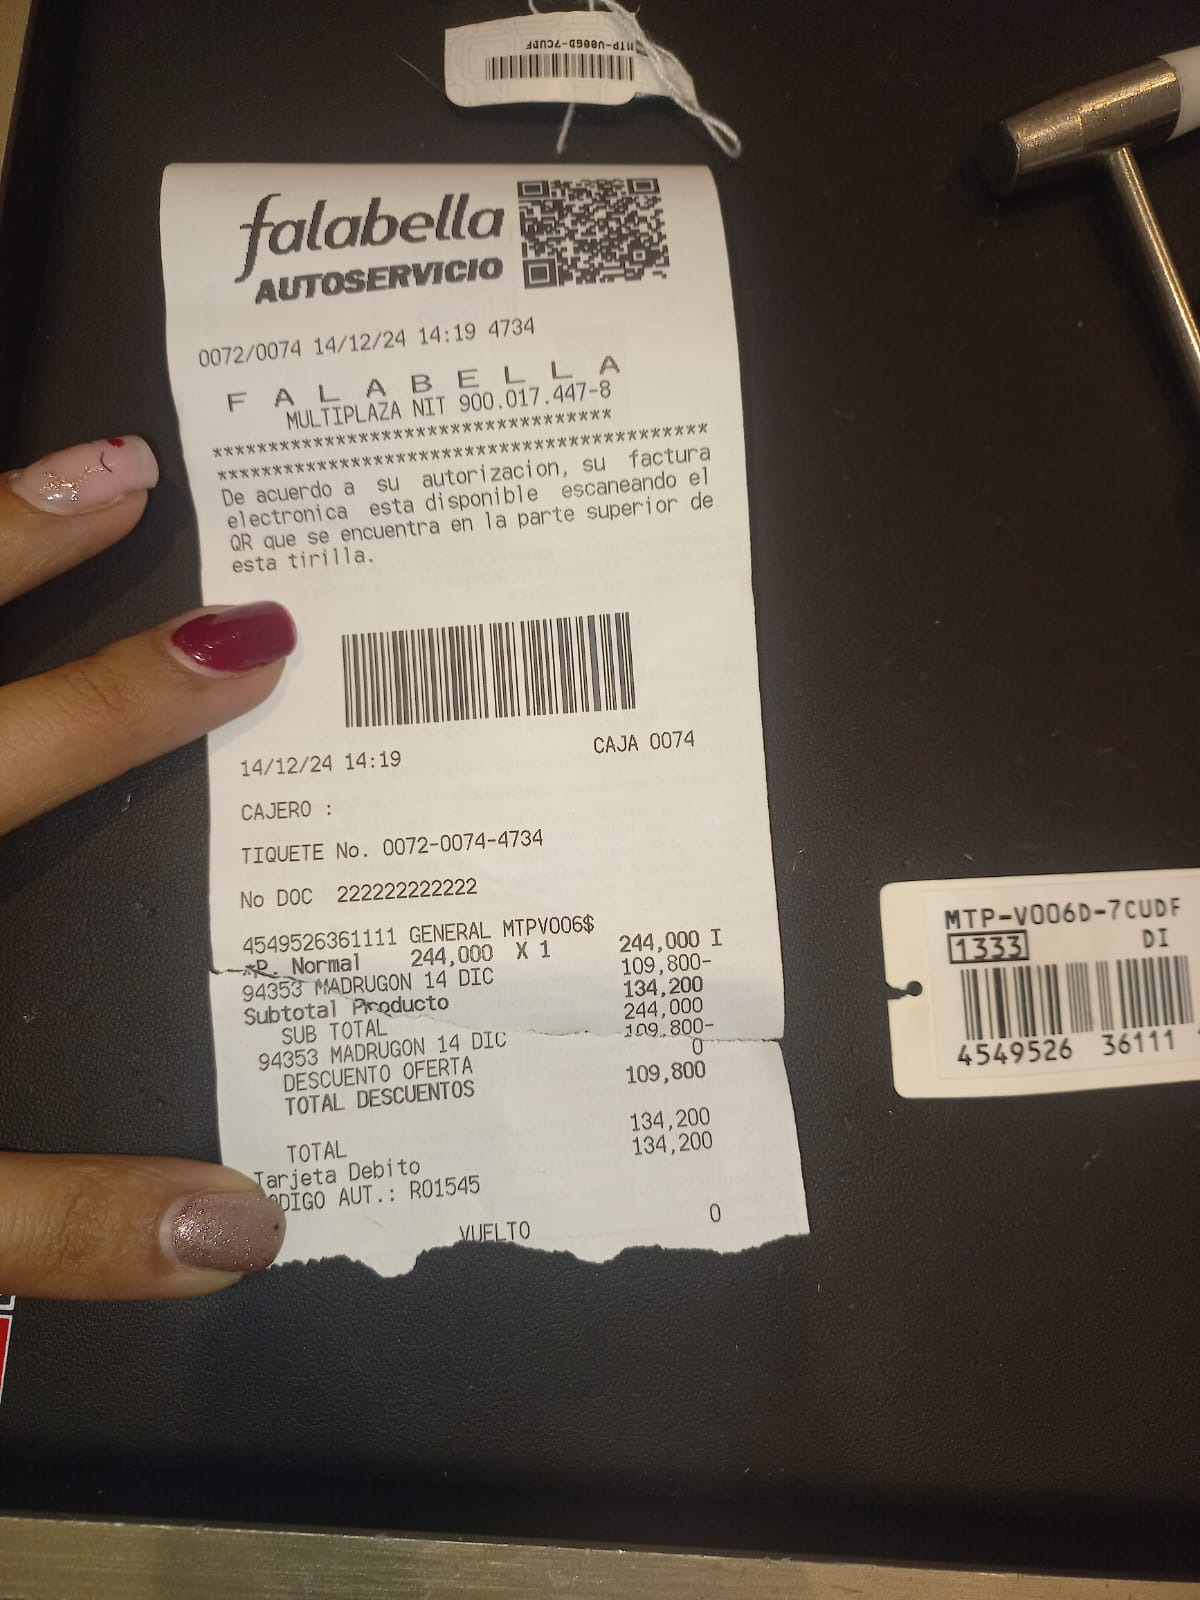 MTP-V006D-7CUDF
falabella
AUTOSERVICIO
0072/0074 14/12/24 14:19 4734
F A L A B E L L A
MULTIPLAZA NIT 900.017.447-8
************************************
********************************************
De acuerdo a su autorizacion, su factura
electronica esta disponible escaneando el
QR que se encuentra en la parte superior de
esta tirilla.
14/12/24 14:19 CAJA 0074
CAJERO :
TIQUETE No. 0072-0074-4734
No DOC 222222222222
4549526361111 GENERAL MTPV006$
*P. Normal 244,000 X 1 244,000 I
94353 MADRUGON 14 DIC 109,800-
Subtotal Producto 134,200
SUB TOTAL 244,000
94353 MADRUGON 14 DIC 109,800-
DESCUENTO OFERTA 0
TOTAL DESCUENTOS 109,800
TOTAL 134,200
Tarjeta Debito 134,200
ODIGO AUT.: R01545
VUELTO 0
MTP-V006D-7CUDF
1333 DI
4549526 36111